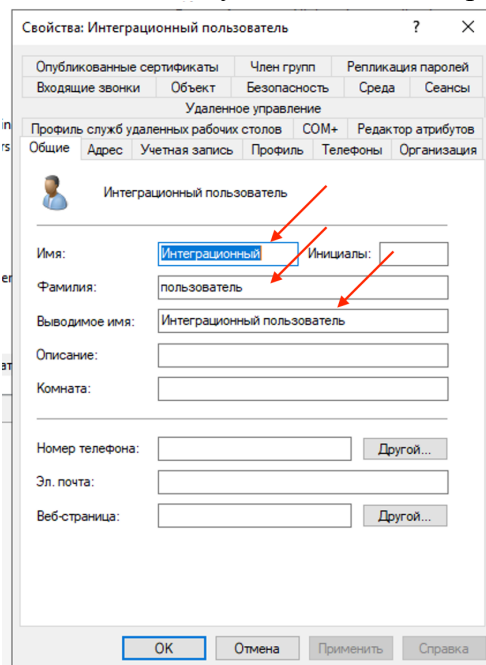 Свойства: Интеграционный пользователь ? ×
Опубликованные сертификаты Член групп Репликация паролей
Входящие звонки Объект Безопасность Среда Сеансы
Удаленное управление
Профиль служб удаленных рабочих столов COM+ Редактор атрибутов
Общие Адрес Учетная запись Профиль Телефоны Организация
Интеграционный пользователь
Имя: Интеграционный Инициалы:
Фамилия: пользователь
Выводимое имя: Интеграционный пользователь
Описание:
Комната:
Номер телефона: Другой...
Эл. почта:
Веб-страница: Другой...
OK Отмена Применить Справка